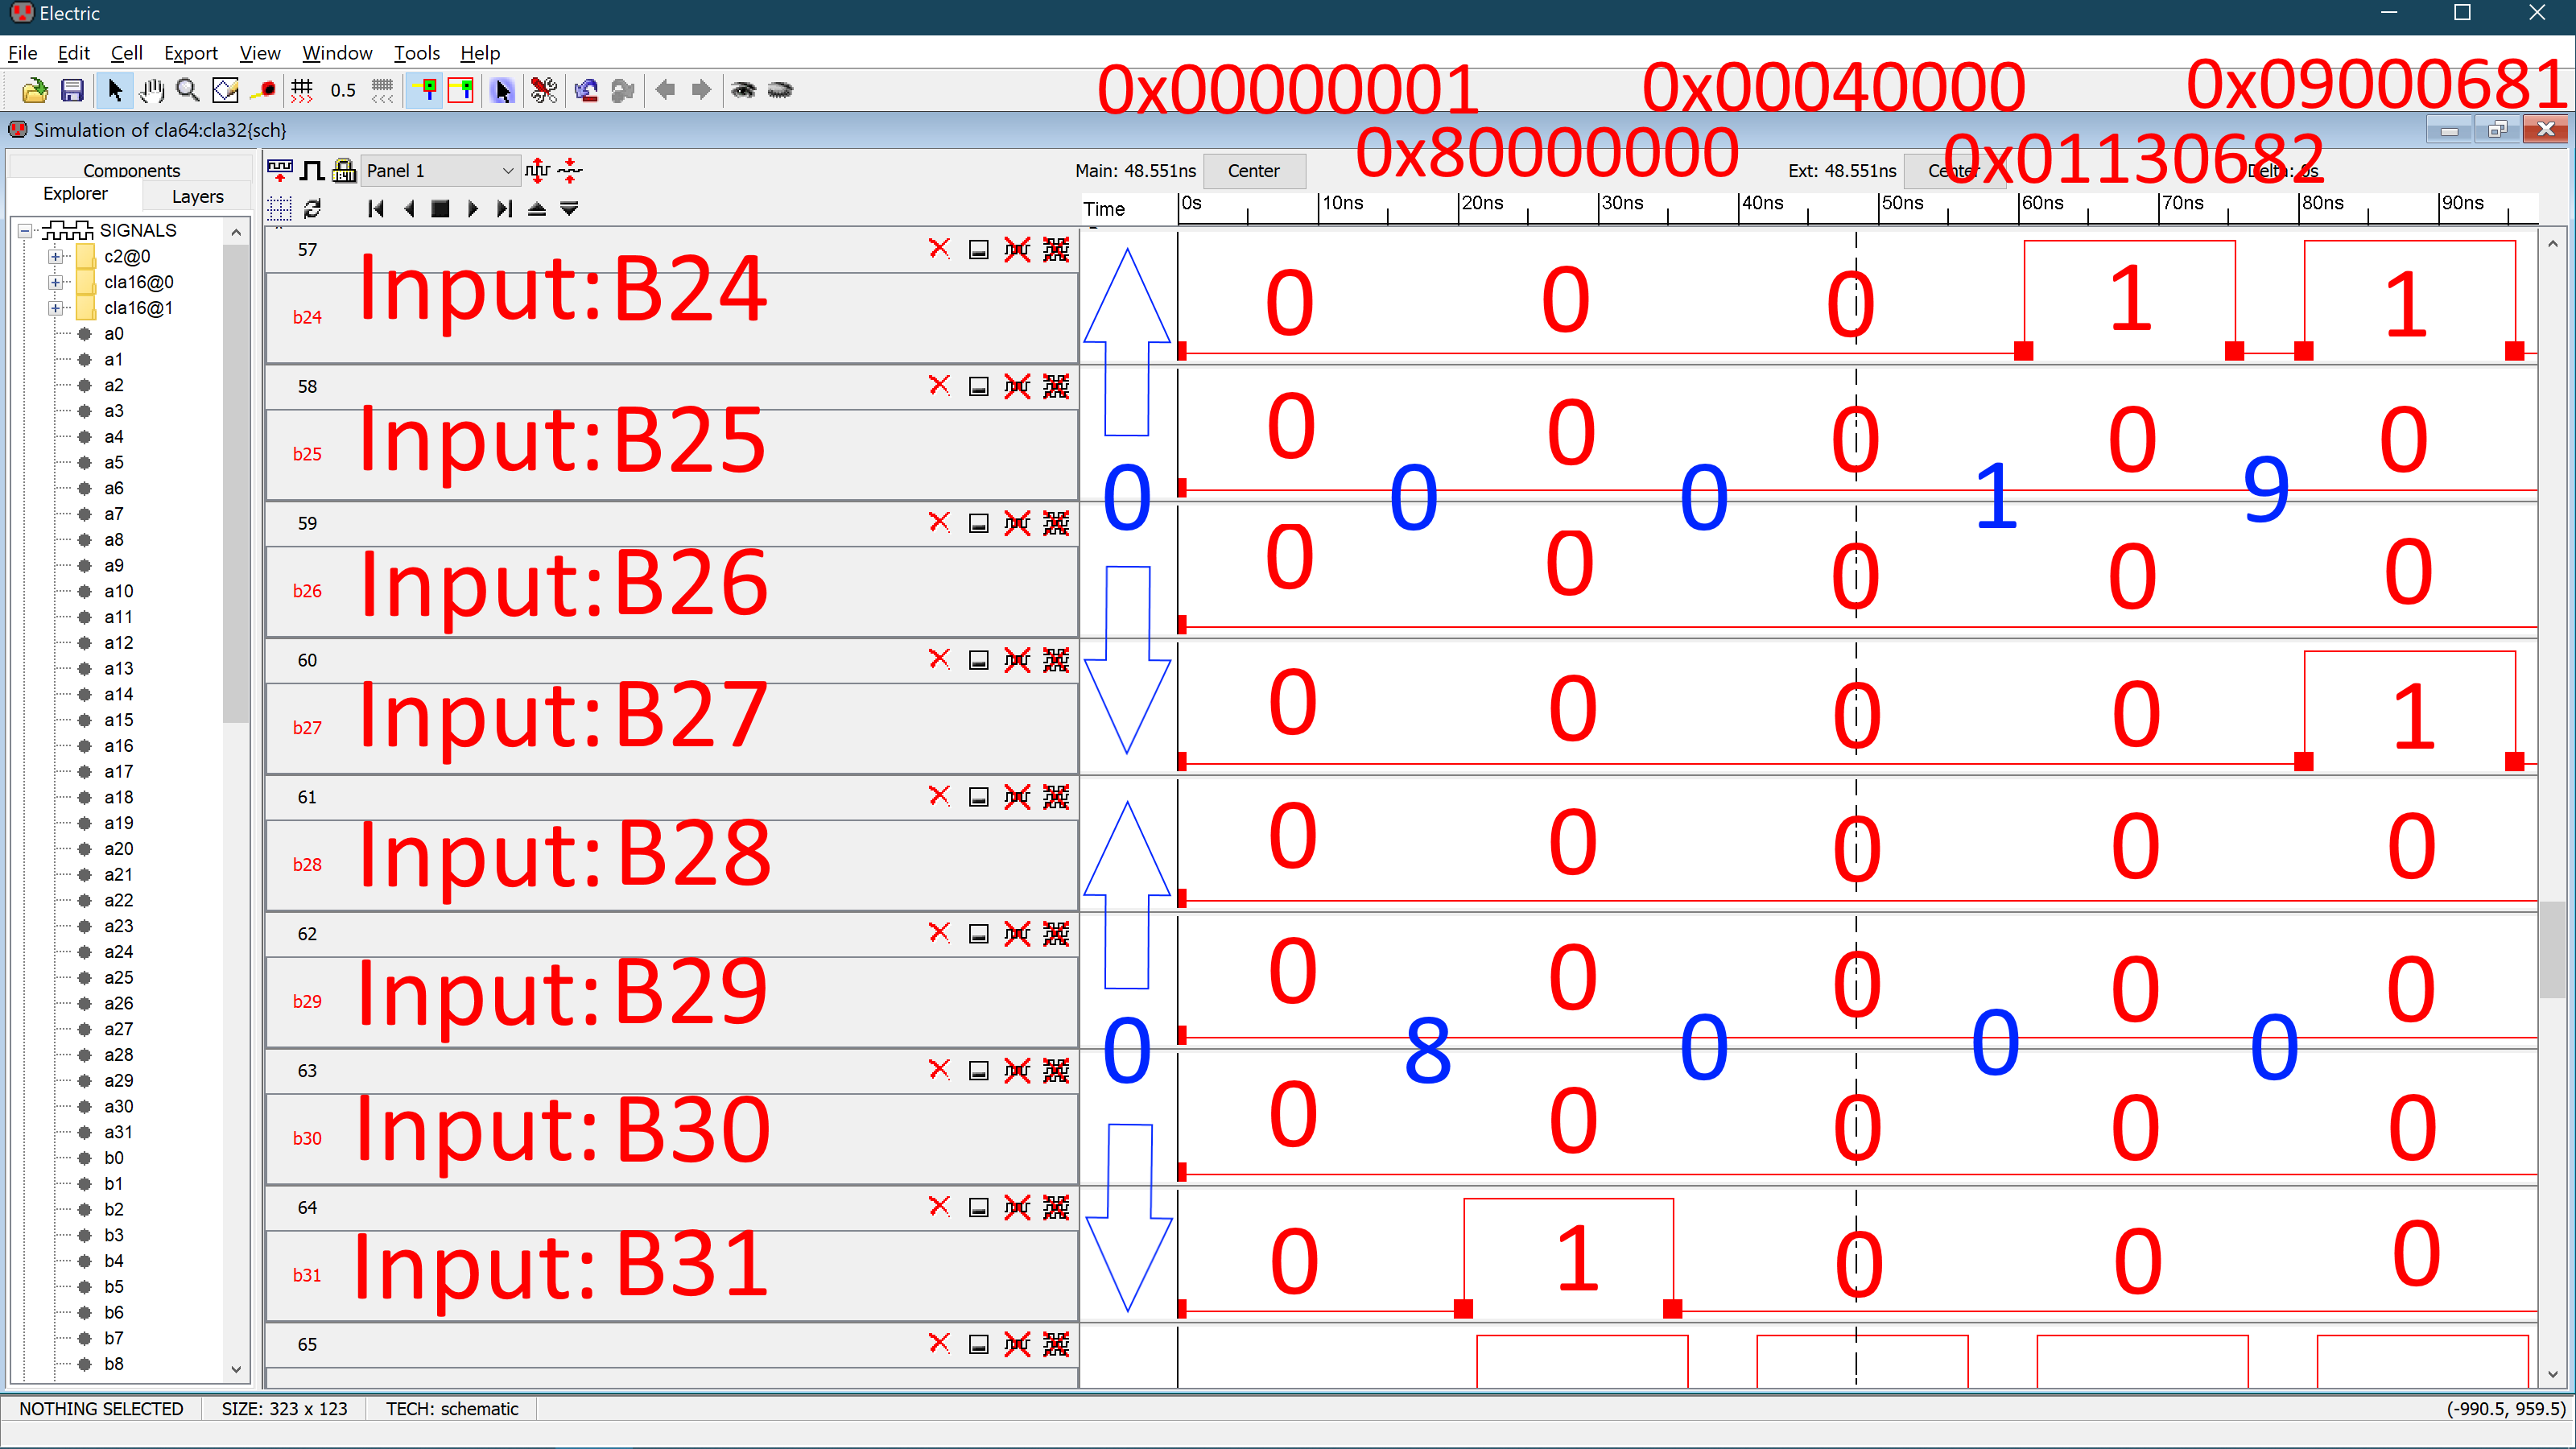 Electric
File Edit Cell Export View Window Tools Help
0.5
0x00000001 0x00040000 0x09000681
Simulation of cla64:cla32{sch}
0x80000000 0x01130682
Components
Explorer Layers
Panel 1
Main: 48.551ns Center Ext: 48.551ns Center Delta: 0s
Time 0s 10ns 20ns 30ns 40ns 50ns 60ns 70ns 80ns 90ns
SIGNALS
c2@0
cla16@0
cla16@1
a0
a1
a2
a3
a4
a5
a6
a7
a8
a9
a10
a11
a12
a13
a14
a15
a16
a17
a18
a19
a20
a21
a22
a23
a24
a25
a26
a27
a28
a29
a30
a31
b0
b1
b2
b3
b4
b5
b6
b7
b8
57
b24 Input:B24 0 0 0 1 1
58
b25 Input:B25 0 0 0 0 0
0 0 0 1 9
59
b26 Input:B26 0 0 0 0 0
60
b27 Input:B27 0 0 0 0 1
61
b28 Input:B28 0 0 0 0 0
62
b29 Input:B29 0 0 0 0 0
0 8 0 0 0
63
b30 Input:B30 0 0 0 0 0
64
b31 Input:B31 0 1 0 0 0
65
NOTHING SELECTED SIZE: 323 x 123 TECH: schematic (-990.5, 959.5)